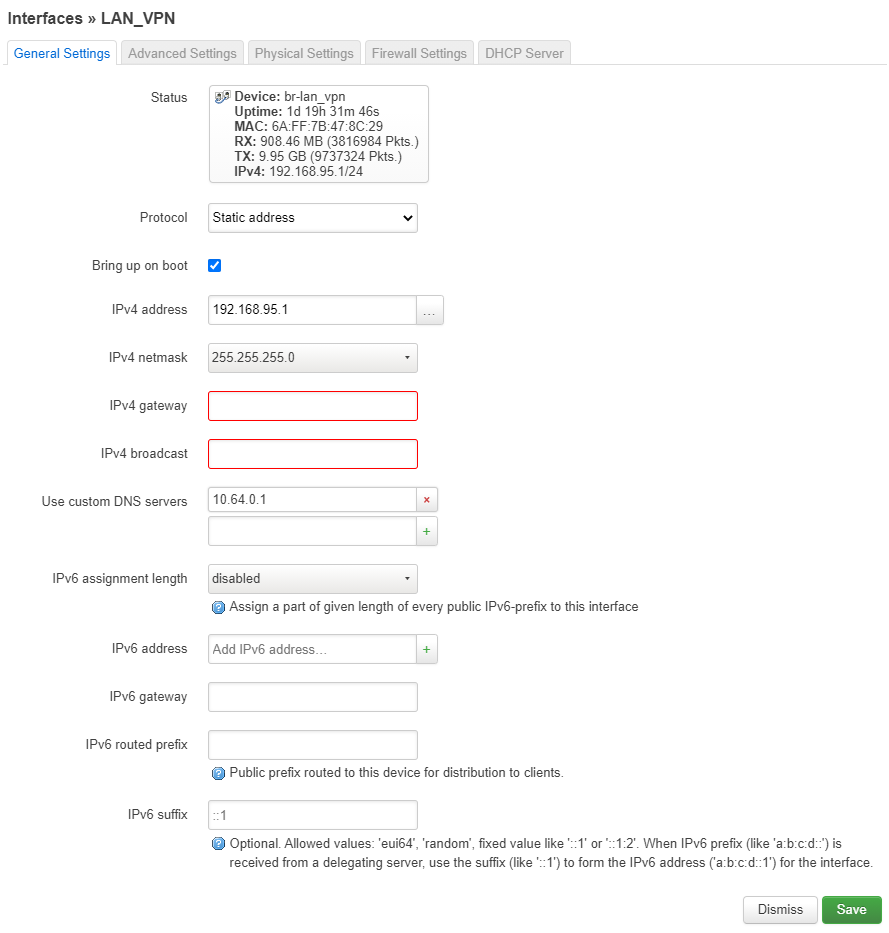 Interfaces » LAN_VPN
General Settings Advanced Settings Physical Settings Firewall Settings DHCP Server
Status
Device: br-lan_vpn
Uptime: 1d 19h 31m 46s
MAC: 6A:FF:7B:47:8C:29
RX: 908.46 MB (3816984 Pkts.)
TX: 9.95 GB (9737324 Pkts.)
IPv4: 192.168.95.1/24
Protocol Static address
Bring up on boot
IPv4 address 192.168.95.1 ...
IPv4 netmask 255.255.255.0
IPv4 gateway
IPv4 broadcast
Use custom DNS servers 10.64.0.1 ×
+
IPv6 assignment length disabled
Assign a part of given length of every public IPv6-prefix to this interface
IPv6 address Add IPv6 address… +
IPv6 gateway
IPv6 routed prefix
Public prefix routed to this device for distribution to clients.
IPv6 suffix ::1
Optional. Allowed values: 'eui64', 'random', fixed value like '::1' or '::1:2'. When IPv6 prefix (like 'a:b:c:d::') is
received from a delegating server, use the suffix (like '::1') to form the IPv6 address ('a:b:c:d::1') for the interface.
Dismiss Save